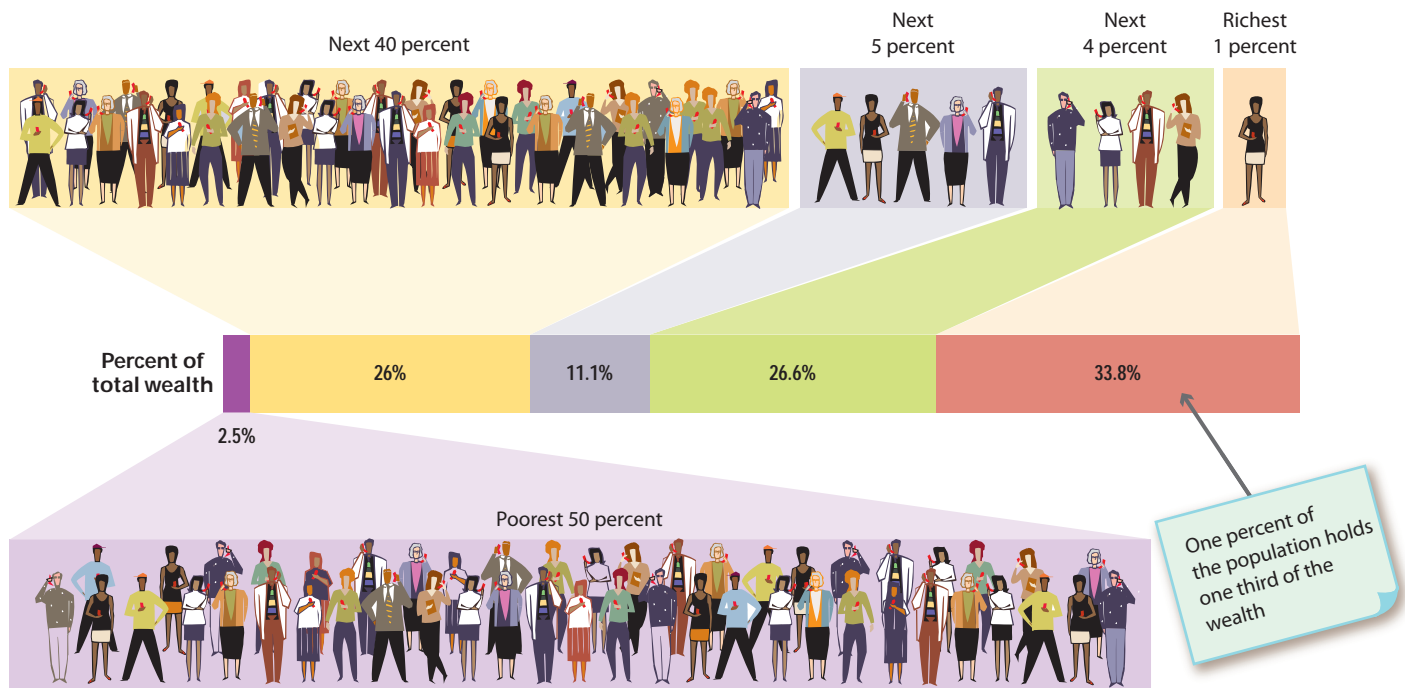 Next 40 percent
Next
5 percent
Next
4 percent
Richest
1 percent
Percent of
total wealth
26%
11.1%
26.6%
33.8%
2.5%
Poorest 50 percent
One percent of
the population holds
one third of the
wealth